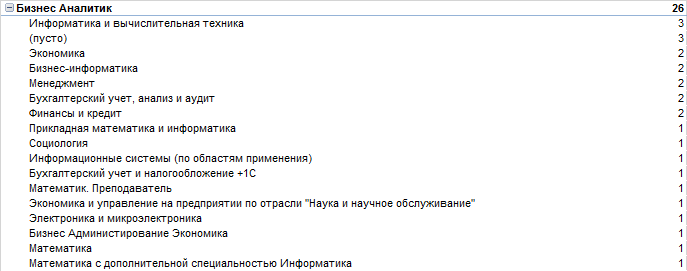 Бизнес Аналитик 26
Информатика и вычислительная техника 3
(пусто) 3
Экономика 2
Бизнес-информатика 2
Менеджмент 2
Бухгалтерский учет, анализ и аудит 2
Финансы и кредит 2
Прикладная математика и информатика 1
Социология 1
Информационные системы (по областям применения) 1
Бухгалтерский учет и налогообложение +1С 1
Математик. Преподаватель 1
Экономика и управление на предприятии по отрасли "Наука и научное обслуживание" 1
Электроника и микроэлектроника 1
Бизнес Администирование Экономика 1
Математика 1
Математика с дополнительной специальностью Информатика 1